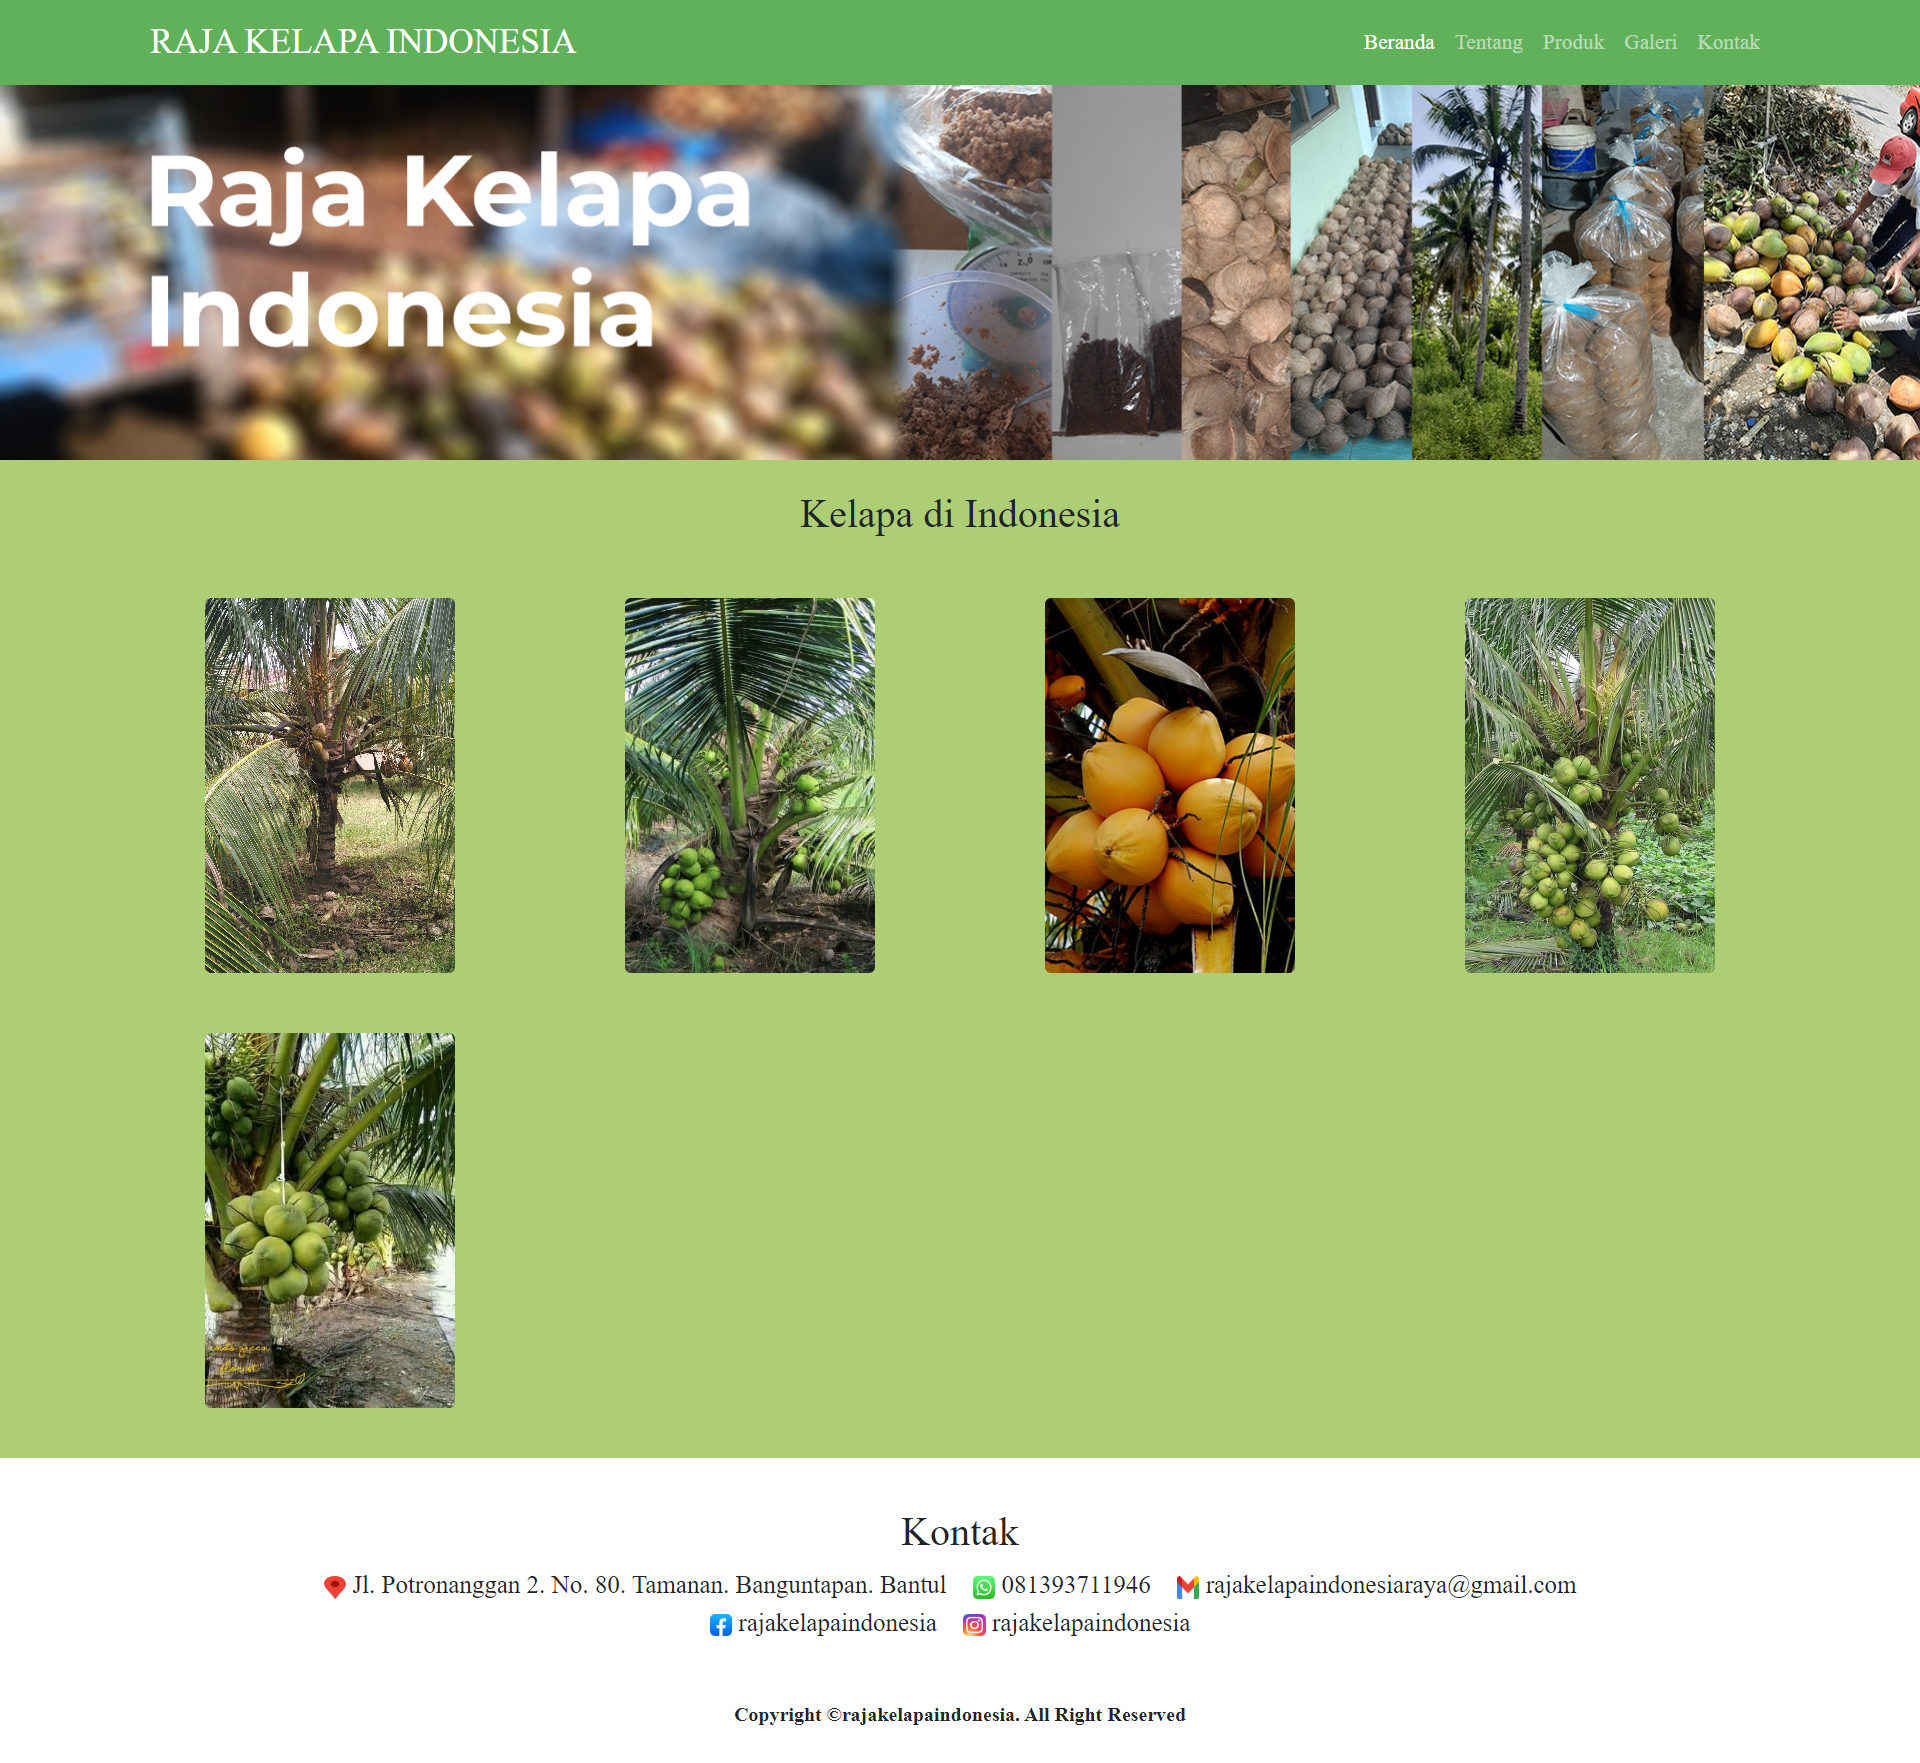 RAJA KELAPA INDONESIA
Beranda Tentang Produk Galeri Kontak
Raja Kelapa
Indonesia
Kelapa di Indonesia
Kontak
Jl. Potronanggan 2. No. 80. Tamanan. Banguntapan. Bantul 081393711946 rajakelapaindonesiaraya@gmail.com
rajakelapaindonesia rajakelapaindonesia
Copyright ©rajakelapaindonesia. All Right Reserved